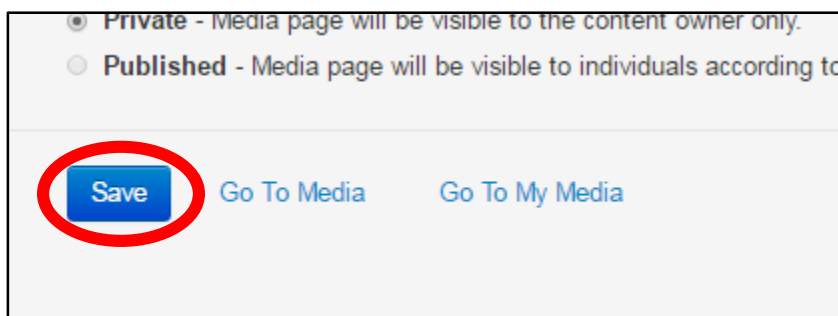 Private - Media page will be visible to the content owner only.
Published - Media page will be visible to individuals according to
Save Go To Media Go To My Media